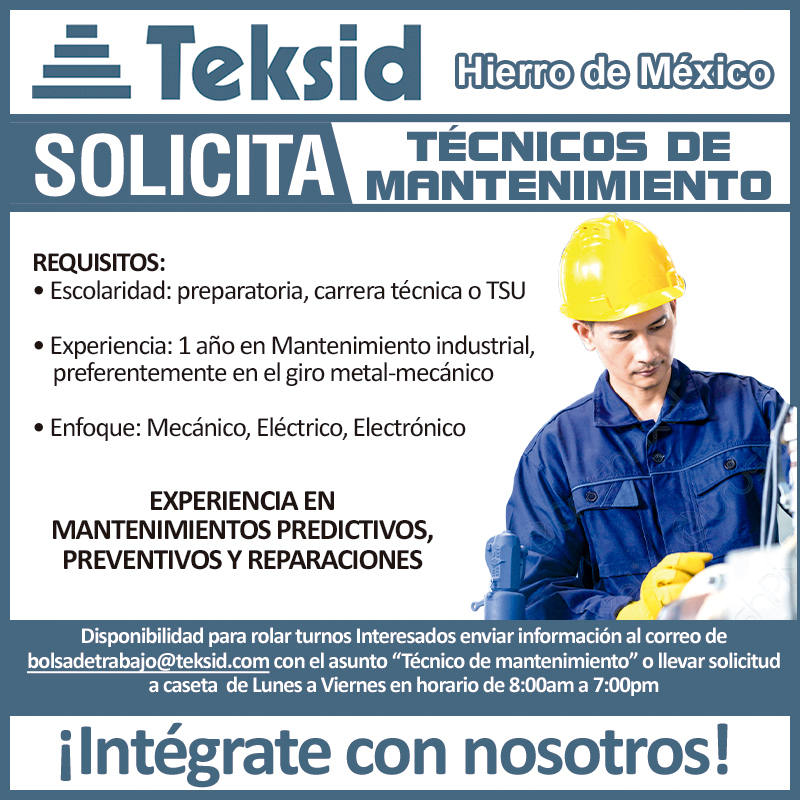 Teksid Hierro de México
SOLICITA
TÉCNICOS DE
MANTENIMIENTO
REQUISITOS:
• Escolaridad: preparatoria, carrera técnica o TSU
• Experiencia: 1 año en Mantenimiento industrial,
preferentemente en el giro metal-mecánico
• Enfoque: Mecánico, Eléctrico, Electrónico
EXPERIENCIA EN
MANTENIMIENTOS PREDICTIVOS,
PREVENTIVOS Y REPARACIONES
Disponibilidad para rolar turnos Interesados enviar información al correo de
bolsadetrabajo@teksid.com con el asunto “Técnico de mantenimiento” o llevar solicitud
a caseta de Lunes a Viernes en horario de 8:00am a 7:00pm
¡Intégrate con nosotros!